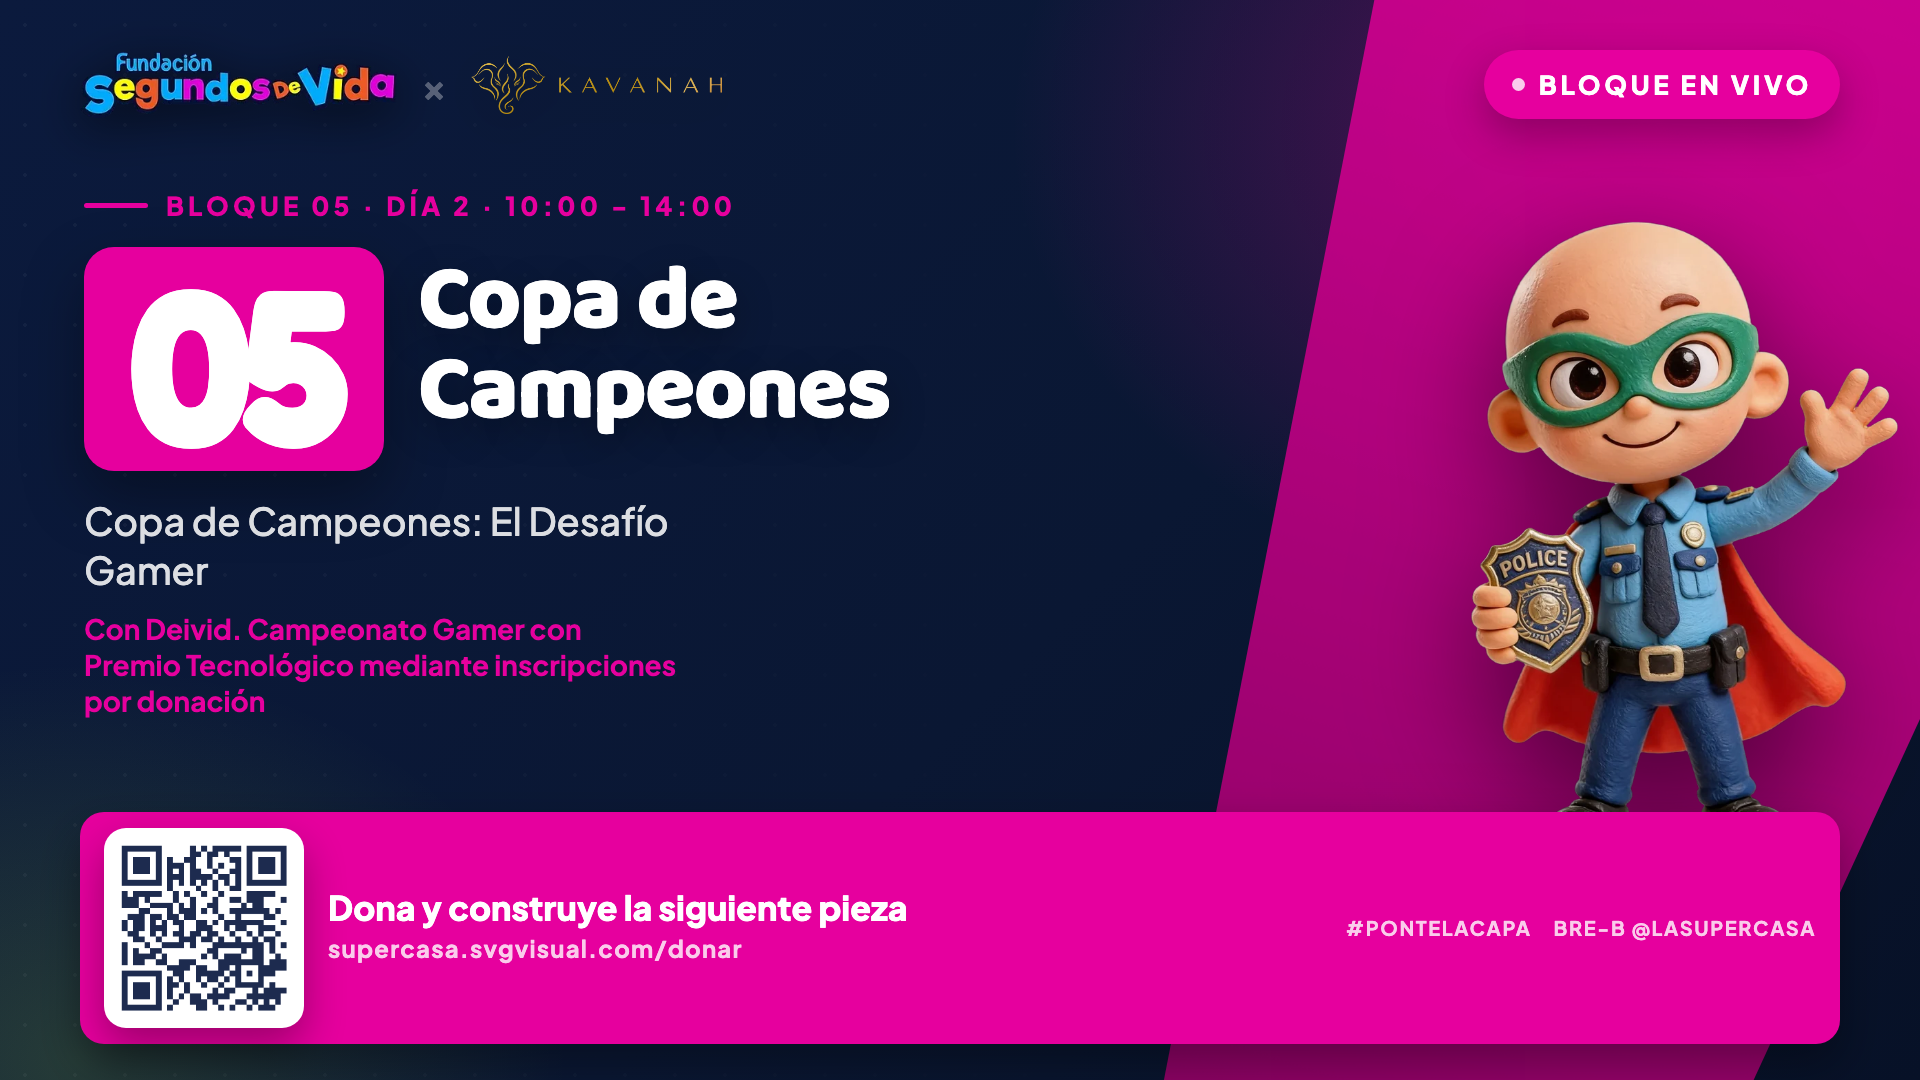 Fundación
Segundos DE Vida × KAVANAH
BLOQUE EN VIVO
BLOQUE 05 · DÍA 2 · 10:00 – 14:00
05
Copa de
Campeones
Copa de Campeones: El Desafío
Gamer
Con Deivid. Campeonato Gamer con
Premio Tecnológico mediante inscripciones
por donación
POLICE
Dona y construye la siguiente pieza
supercasa.svgvisual.com/donar
#PONTELACAPA BRE-B @LASUPERCASA